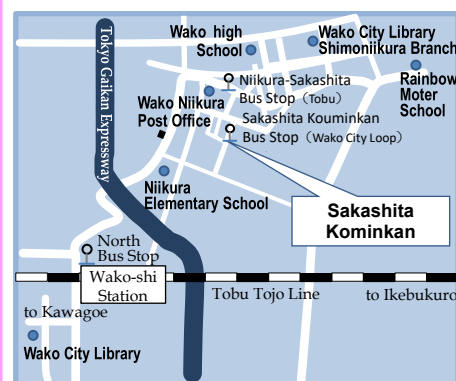 Wako high
School
Wako City Library
Shimoniikura Branch
Rainbow
Moter
School
Tokyo Gaikan Expressway
Niikura-Sakashita
Bus Stop（Tobu）
Wako Niikura
Post Office
Sakashita Kouminkan
Bus Stop（Wako City Loop）
Niikura
Elementary School
Sakashita
Kominkan
North
Bus Stop
Wako-shi
Station
Tobu Tojo Line
to Ikebukuro
to Kawagoe
Wako City Library